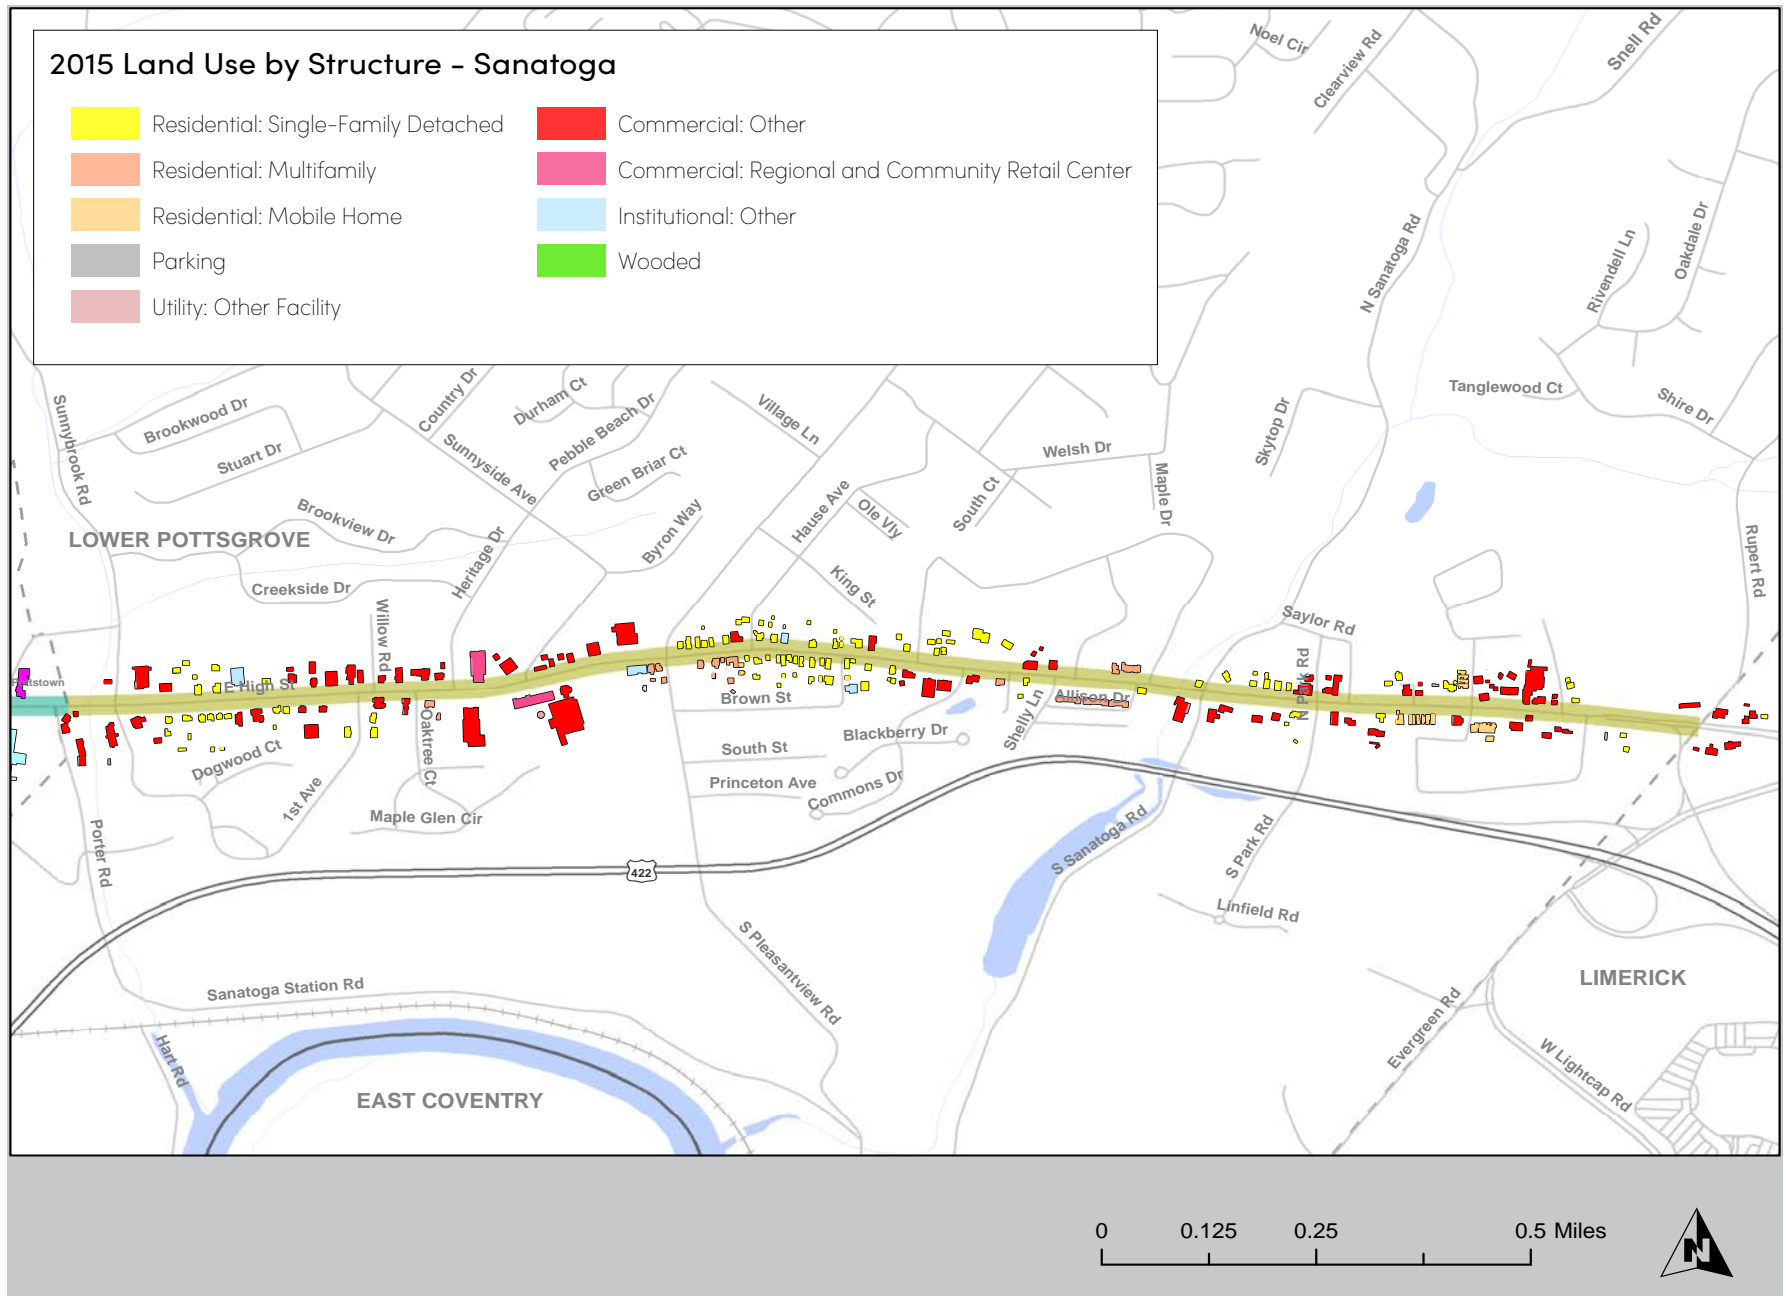 2015 Land Use by Structure - Sanatoga
Residential: Single-Family Detached
Residential: Multifamily
Residential: Mobile Home
Parking
Utility: Other Facility
Commercial: Other
Commercial: Regional and Community Retail Center
Institutional: Other
Wooded
Noel Cir
Clearview Rd
Snell Rd
N Sanatoga Rd
Rivendell Ln
Oakdale Dr
Tanglewood Ct
Shire Dr
Skytop Dr
Rupert Rd
Sunnybrook Rd
Brookwood Dr
Stuart Dr
Country Dr
Sunnyside Ave
Durham Ct
Pebble Beach Dr
Green Briar Ct
Village Ln
Hause Ave
Ole Vly
South Ct
Welsh Dr
Maple Dr
Brookview Dr
LOWER POTTSGROVE
Creekside Dr
Heritage Dr
Byron Way
King St
Willow Rd
Saylor Rd
N Park Rd
E High St
Brown St
Allison Dr
Shelly Ln
Oaktree Ct
Dogwood Ct
1st Ave
Maple Glen Cir
South St
Princeton Ave
Blackberry Dr
Commons Dr
Porter Rd
422
S Sanatoga Rd
S Park Rd
Linfield Rd
S Pleasantview Rd
Sanatoga Station Rd
Hart Rd
EAST COVENTRY
LIMERICK
Evergreen Rd
W Lightcap Rd
0
0.125
0.25
0.5 Miles
N